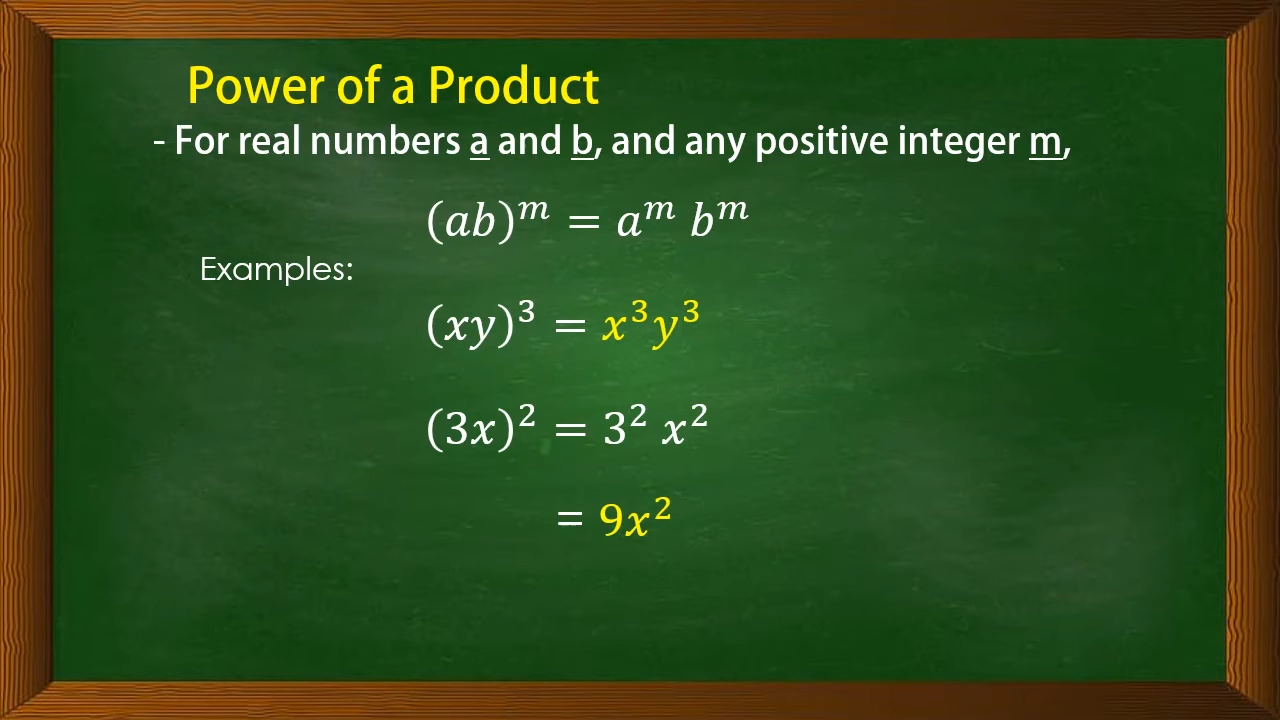 Power of a Product
- For real numbers a and b, and any positive integer m,
(ab)^m = a^m b^m
Examples:
(xy)^3 = x^3y^3
(3x)^2 = 3^2 x^2
= 9x^2